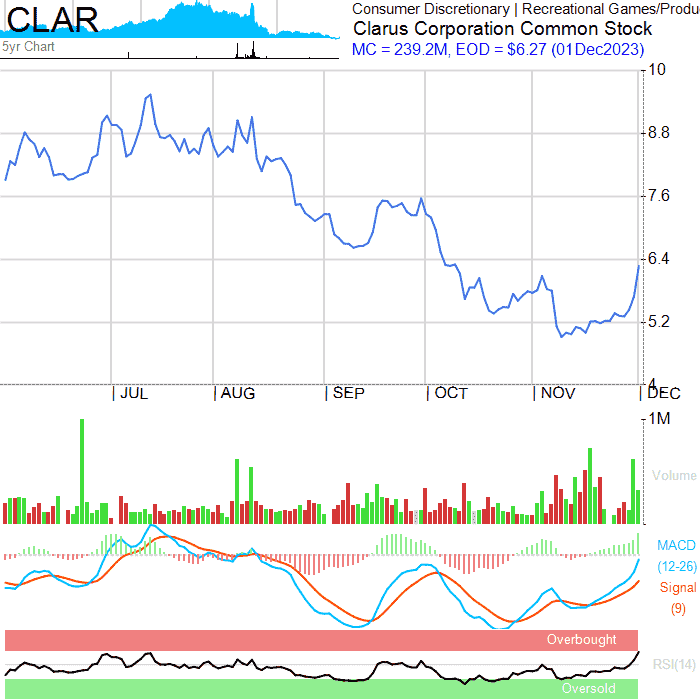 CLAR
5yr Chart
Consumer Discretionary | Recreational Games/Produ
Clarus Corporation Common Stock
MC = 239.2M, EOD = $6.27 (01Dec2023)
10
8.8
7.6
6.4
5.2
4
JUL
AUG
SEP
OCT
NOV
DEC
1M
Volume
MACD
(12-26)
Signal
(9)
Overbought
RSI(14)
Oversold